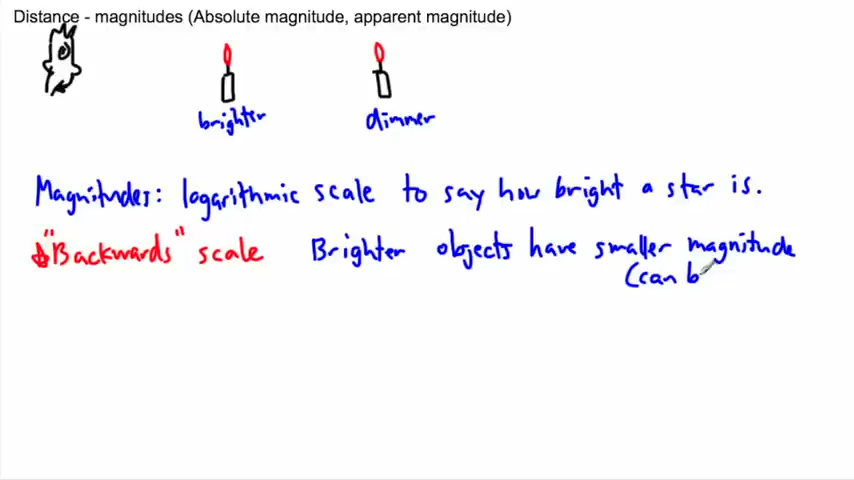 Distance - magnitudes (Absolute magnitude, apparent magnitude)
brighter dimmer
Magnitudes: logarithmic scale to say how bright a star is.
"Backwards" scale Brighter objects have smaller magnitude
(can b